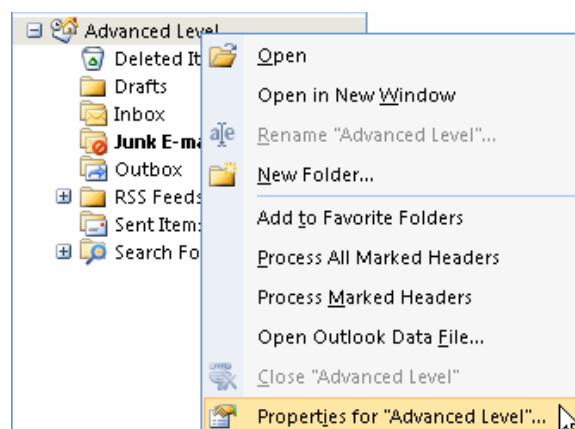 Advanced Level
Deleted It
Drafts
Inbox
Junk E-ma
Outbox
RSS Feeds
Sent Items
Search Fo
Open
Open in New Window
Rename "Advanced Level"...
New Folder...
Add to Favorite Folders
Process All Marked Headers
Process Marked Headers
Open Outlook Data File...
Close "Advanced Level"
Properties for "Advanced Level"...